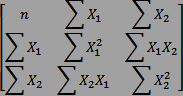 n ∑X₁ ∑X₂
∑X₁ ∑X₁² ∑X₁X₂
∑X₂ ∑X₂X₁ ∑X₂²